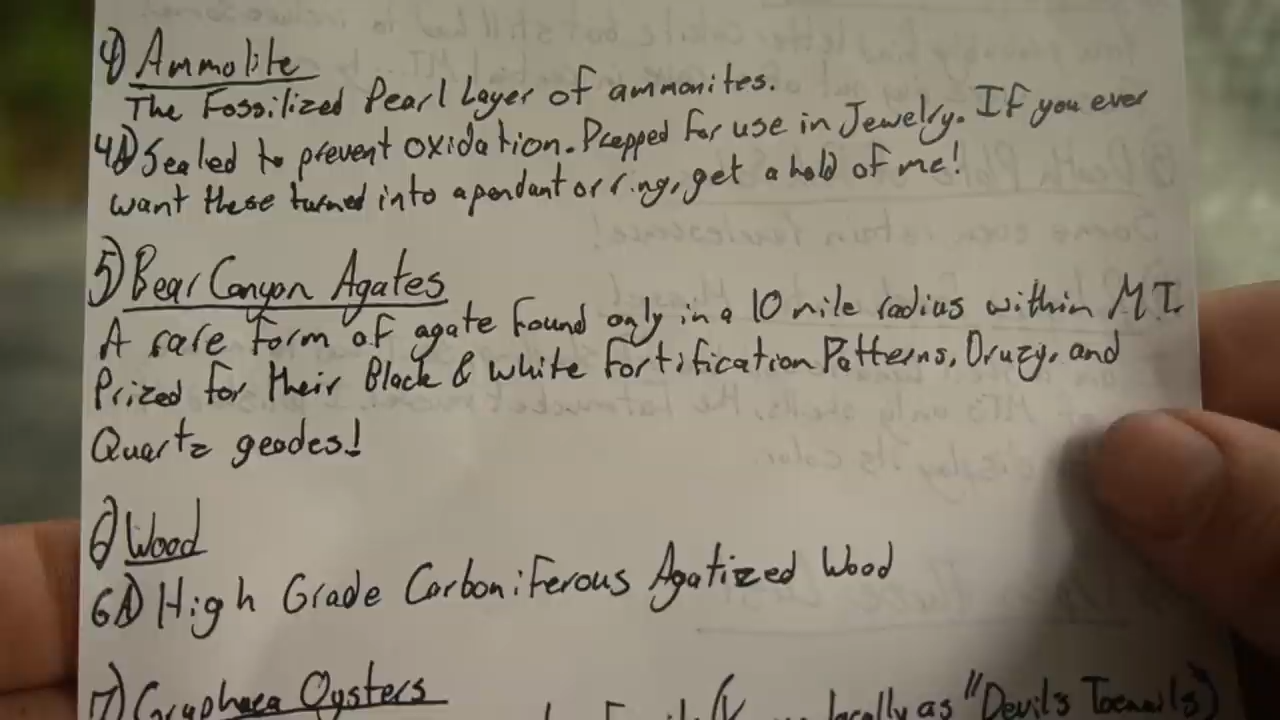 4) Ammolite
The Fossilized Pearl Layer of ammonites.
4A) Sealed to prevent oxidation. Prepped for use in Jewelry. If you ever
want these turned into a pendant or ring, get a hold of me!
5) Bear Canyon Agates
A rare form of agate found only in a 10 mile radius within MT
Prized for their Black & White Fortification Patterns, Druzy, and
Quartz geodes!
6) Wood
6A) High Grade Carboniferous Agatized Wood
7) Gryphaea Oysters
locally as "Devils Toenails")